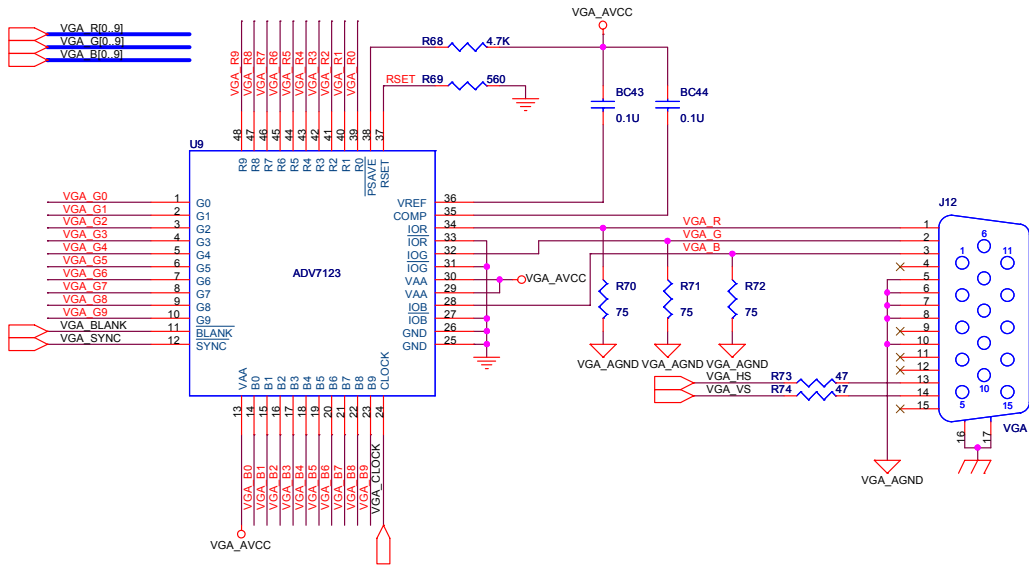 VGA_R[0..9]
VGA_G[0..9]
VGA_B[0..9]
VGA_R9
VGA_R8
VGA_R7
VGA_R6
VGA_R5
VGA_R4
VGA_R3
VGA_R2
VGA_R1
VGA_R0
RSET
R68 4.7K
R69 560
VGA_AVCC
BC43
0.1U
BC44
0.1U
48 47 46 45 44 43 42 41 40 39 38 37
U9
R9 R8 R7 R6 R5 R4 R3 R2 R1 R0 PSAVE RSET
ADV7123
VGA_G0 1 G0
VGA_G1 2 G1
VGA_G2 3 G2
VGA_G3 4 G3
VGA_G4 5 G4
VGA_G5 6 G5
VGA_G6 7 G6
VGA_G7 8 G7
VGA_G8 9 G8
VGA_G9 10 G9
VGA_BLANK 11 BLANK
VGA_SYNC 12 SYNC
VREF 36
COMP 35
IOR 34
IOR 33
IOG 32
IOG 31
VAA 30
VAA 29
IOB 28
IOB 27
GND 26
GND 25
VGA_AVCC
VGA_R
VGA_G
VGA_B
R70
75
R71
75
R72
75
VGA_AGND
VGA_AGND
VGA_AGND
VGA_HS R73 47
VGA_VS R74 47
J12
1
2
3
4
5
6
7
8
9
10
11
12
13
14
15
6
1 11
10
5 15
VGA
16 17
VGA_AGND
VAA B0 B1 B2 B3 B4 B5 B6 B7 B8 B9 CLOCK
13 14 15 16 17 18 19 20 21 22 23 24
VGA_B0
VGA_B1
VGA_B2
VGA_B3
VGA_B4
VGA_B5
VGA_B6
VGA_B7
VGA_B8
VGA_B9
VGA_CLOCK
VGA_AVCC